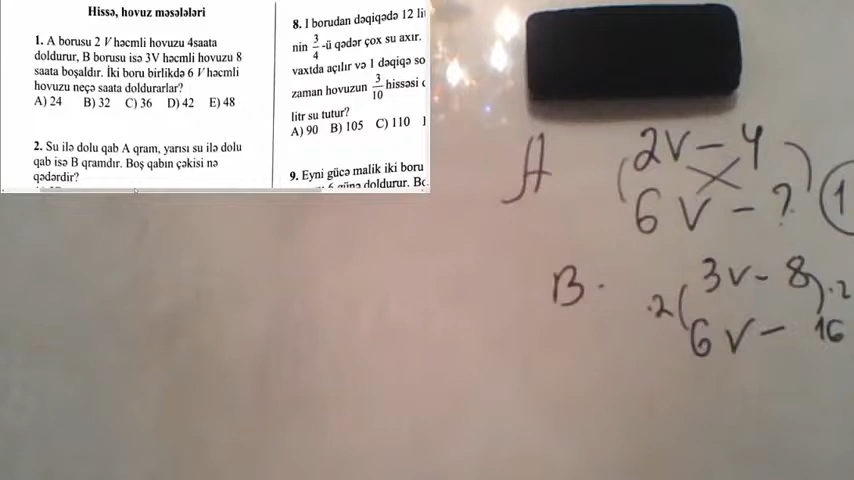 Hissə, hovuz məsələləri
1. A borusu 2 V həcmli hovuzu 4saata
doldurur, B borusu isə 3V həcmli hovuzu 8
saata boşaldır. İki boru birlikdə 6 V həcmli
hovuzu neçə saata doldurarlar?
A) 24 B) 32 C) 36 D) 42 E) 48
2. Su ilə dolu qab A qram, yarısı su ilə dolu
qab isə B qramdır. Boş qabın çəkisi nə
qədərdir?
8. I borudan dəqiqədə 12
nin 3/4 -ü qədər çox su axır.
vaxtda açılır və 1 dəqiqə so
zaman hovuzun 3/10 hissəsi
litr su tutur?
A) 90 B) 105 C) 110
9. Eyni gücə malik iki boru
6 günə doldurur.
A 2V - 4
6V - ?
1
B. 3V - 8 .2
.2 6V - 16